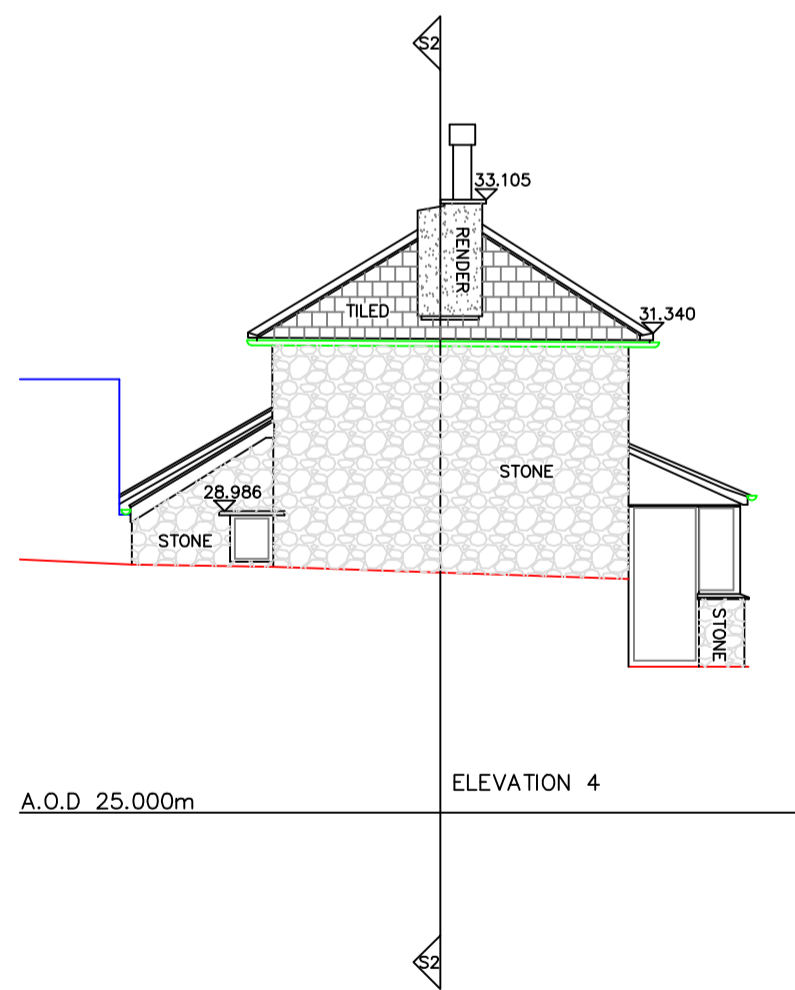 S2
33.105
RENDER
TILED
31.340
STONE
28.986
STONE
STONE
ELEVATION 4
A.O.D 25.000m
S2